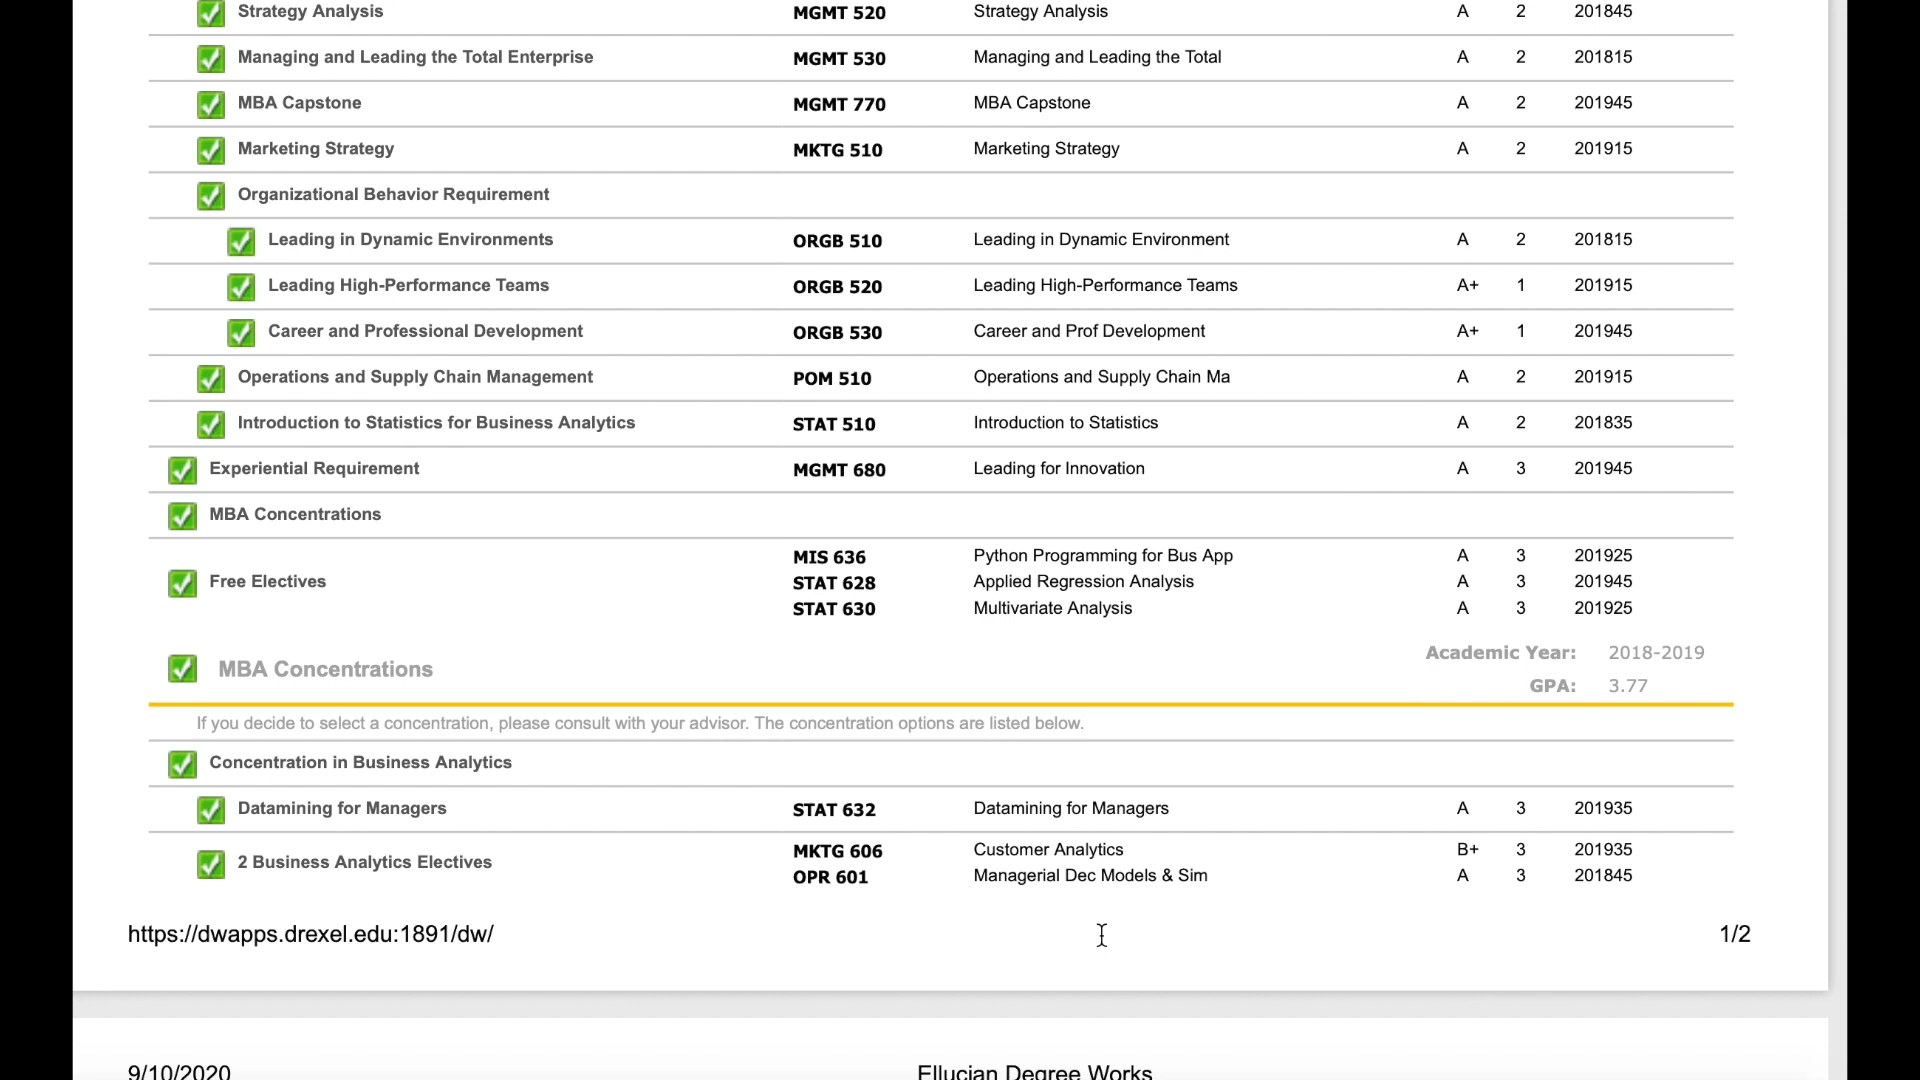 Strategy Analysis MGMT 520 Strategy Analysis A 2 201845
Managing and Leading the Total Enterprise MGMT 530 Managing and Leading the Total A 2 201815
MBA Capstone MGMT 770 MBA Capstone A 2 201945
Marketing Strategy MKTG 510 Marketing Strategy A 2 201915
Organizational Behavior Requirement
Leading in Dynamic Environments ORGB 510 Leading in Dynamic Environment A 2 201815
Leading High-Performance Teams ORGB 520 Leading High-Performance Teams A+ 1 201915
Career and Professional Development ORGB 530 Career and Prof Development A+ 1 201945
Operations and Supply Chain Management POM 510 Operations and Supply Chain Ma A 2 201915
Introduction to Statistics for Business Analytics STAT 510 Introduction to Statistics A 2 201835
Experiential Requirement MGMT 680 Leading for Innovation A 3 201945
MBA Concentrations
MIS 636 Python Programming for Bus App A 3 201925
Free Electives STAT 628 Applied Regression Analysis A 3 201945
STAT 630 Multivariate Analysis A 3 201925
Academic Year: 2018-2019
MBA Concentrations
GPA: 3.77
If you decide to select a concentration, please consult with your advisor. The concentration options are listed below.
Concentration in Business Analytics
Datamining for Managers STAT 632 Datamining for Managers A 3 201935
MKTG 606 Customer Analytics B+ 3 201935
2 Business Analytics Electives
OPR 601 Managerial Dec Models & Sim A 3 201845
https://dwapps.drexel.edu:1891/dw/ 1/2
9/10/2020 Ellucian Degree Works